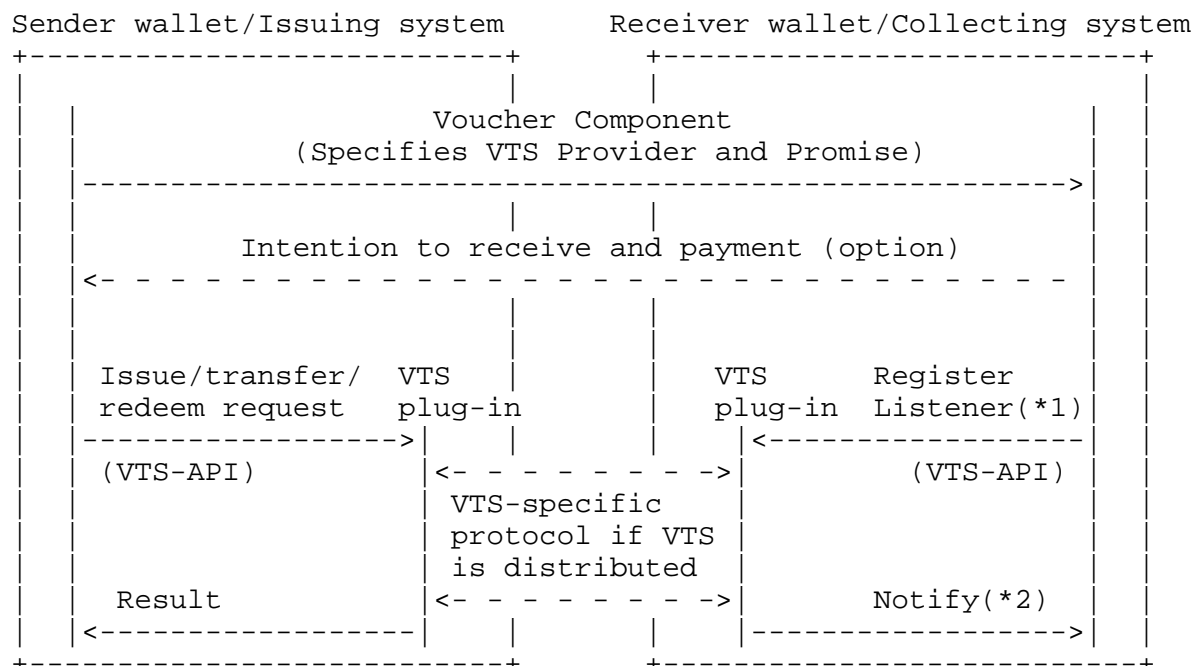 Sender wallet/Issuing system Receiver wallet/Collecting system
Voucher Component
(Specifies VTS Provider and Promise)
Intention to receive and payment (option)
Issue/transfer/ VTS VTS Register
redeem request plug-in plug-in Listener(*1)
(VTS-API) (VTS-API)
VTS-specific
protocol if VTS
is distributed
Result Notify(*2)